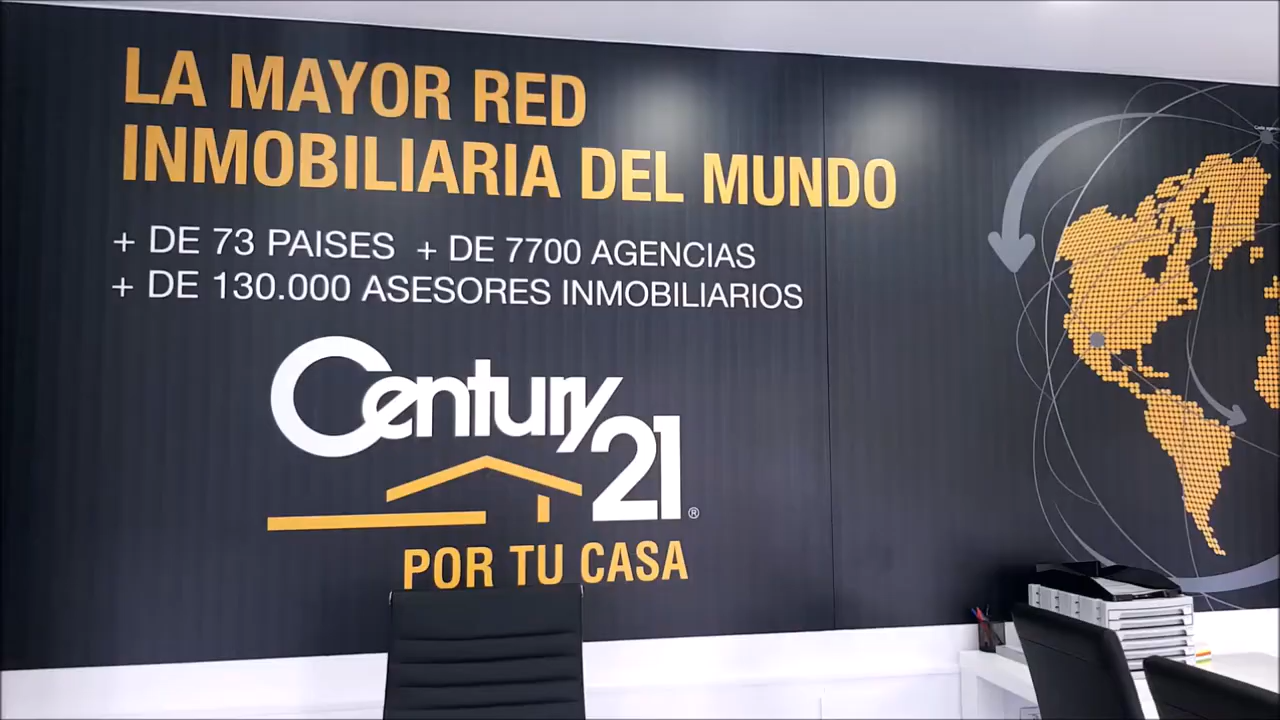 LA MAYOR RED
INMOBILIARIA DEL MUNDO
+ DE 73 PAISES + DE 7700 AGENCIAS
+ DE 130.000 ASESORES INMOBILIARIOS
Century
21®
POR TU CASA